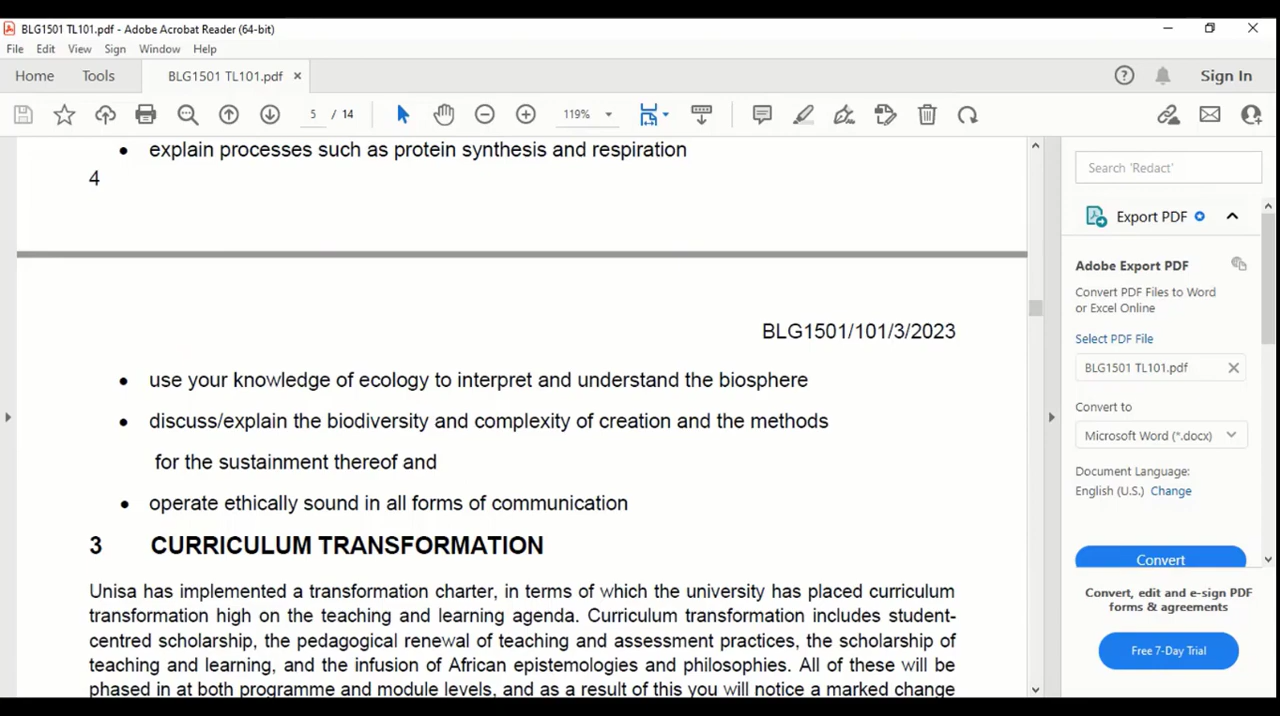 BLG1501 TL101.pdf - Adobe Acrobat Reader (64-bit)
File Edit View Sign Window Help
Home Tools BLG1501 TL101.pdf × Sign In
5 / 14 119%
• explain processes such as protein synthesis and respiration
4
BLG1501/101/3/2023
• use your knowledge of ecology to interpret and understand the biosphere
• discuss/explain the biodiversity and complexity of creation and the methods
for the sustainment thereof and
• operate ethically sound in all forms of communication
3 CURRICULUM TRANSFORMATION
Unisa has implemented a transformation charter, in terms of which the university has placed curriculum
transformation high on the teaching and learning agenda. Curriculum transformation includes student-
centred scholarship, the pedagogical renewal of teaching and assessment practices, the scholarship of
teaching and learning, and the infusion of African epistemologies and philosophies. All of these will be
phased in at both programme and module levels, and as a result of this you will notice a marked change
Search 'Redact'
Export PDF
Adobe Export PDF
Convert PDF Files to Word
or Excel Online
Select PDF File
BLG1501 TL101.pdf ×
Convert to
Microsoft Word (*.docx)
Document Language:
English (U.S.) Change
Convert
Convert, edit and e-sign PDF
forms & agreements
Free 7-Day Trial